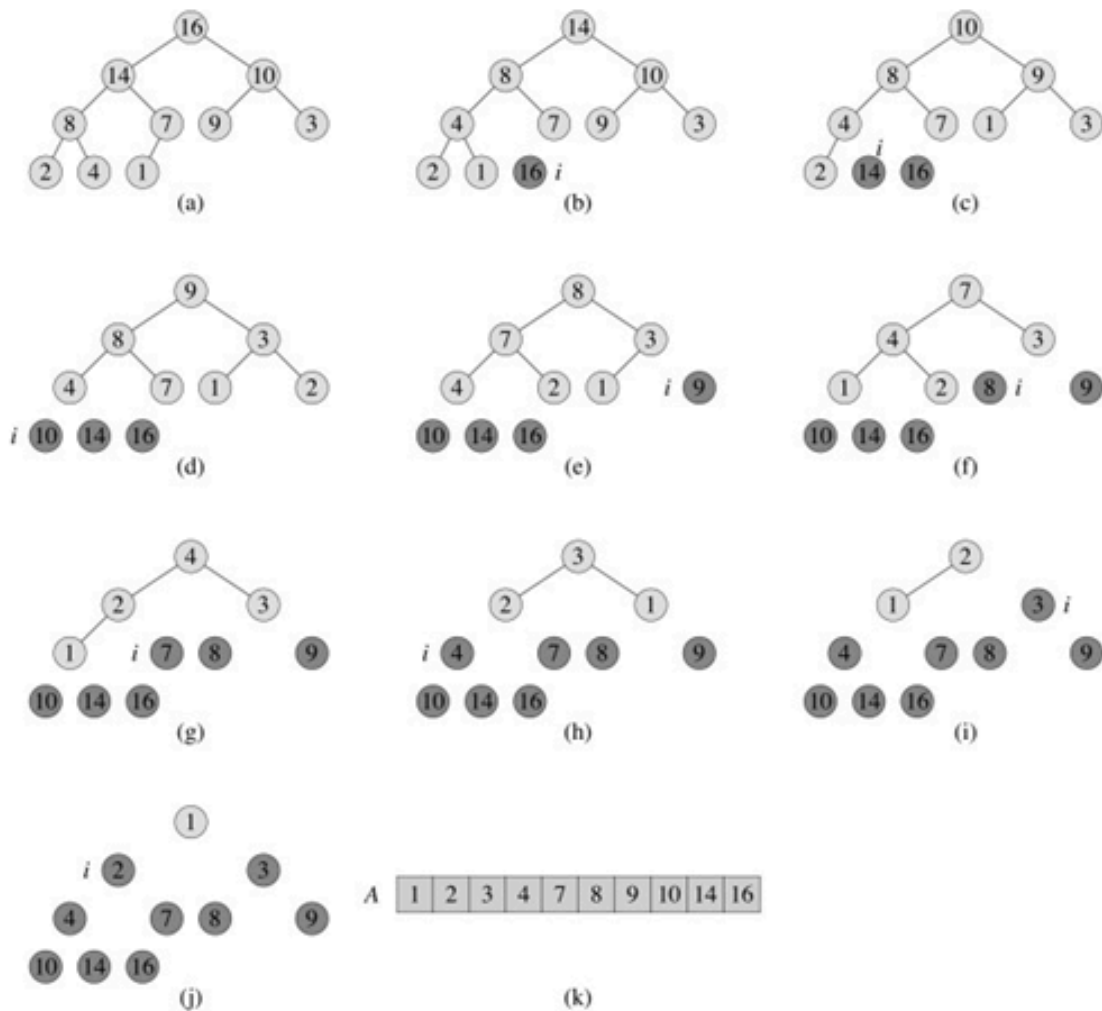 16 14 10
14 10 8 10 8 9
8 7 9 3 4 7 9 3 4 7 1 3
i
2 4 1 2 1 16 i 2 14 16
(a) (b) (c)
9 8 7
8 3 7 3 4 3
4 7 1 2 4 2 1 i 9 1 2 8 i 9
i 10 14 16 10 14 16 10 14 16
(d) (e) (f)
4 3 2
2 3 2 1 1 3 i
1 i 7 8 9 i 4 7 8 9 4 7 8 9
10 14 16 10 14 16 10 14 16
(g) (h) (i)
1
i 2 3
A 1 2 3 4 7 8 9 10 14 16
4 7 8 9
10 14 16
(j) (k)